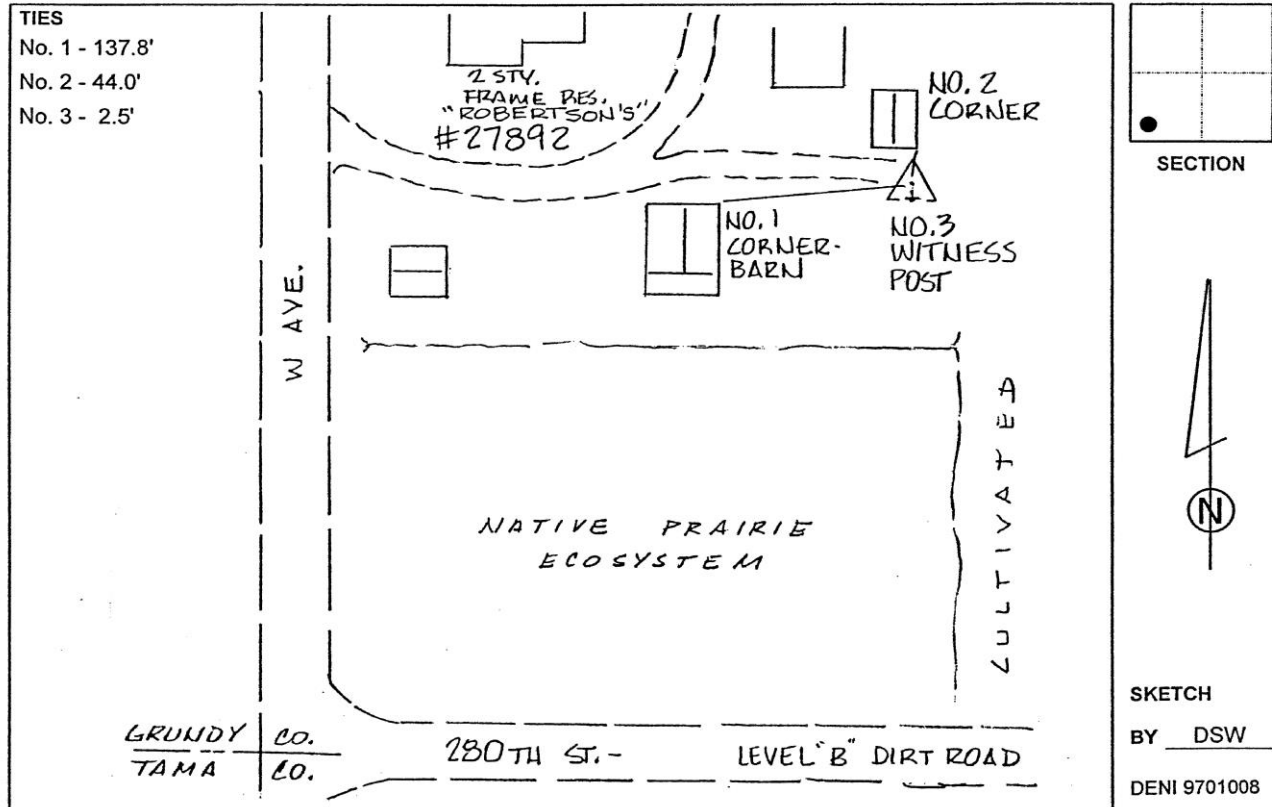 TIES
No. 1 - 137.8'
No. 2 - 44.0'
No. 3 - 2.5'
2 STY.
FRAME RES.
"ROBERTSON'S"
#27892
NO. 2
CORNER
NO. 1
CORNER-
BARN
NO. 3
WITNESS
POST
W AVE.
NATIVE PRAIRIE
ECOSYSTEM
CULTIVATED
GRUNDY CO.
TAMA CO.
280TH ST. - LEVEL "B" DIRT ROAD
SECTION
N
SKETCH
BY DSW
DENI 9701008